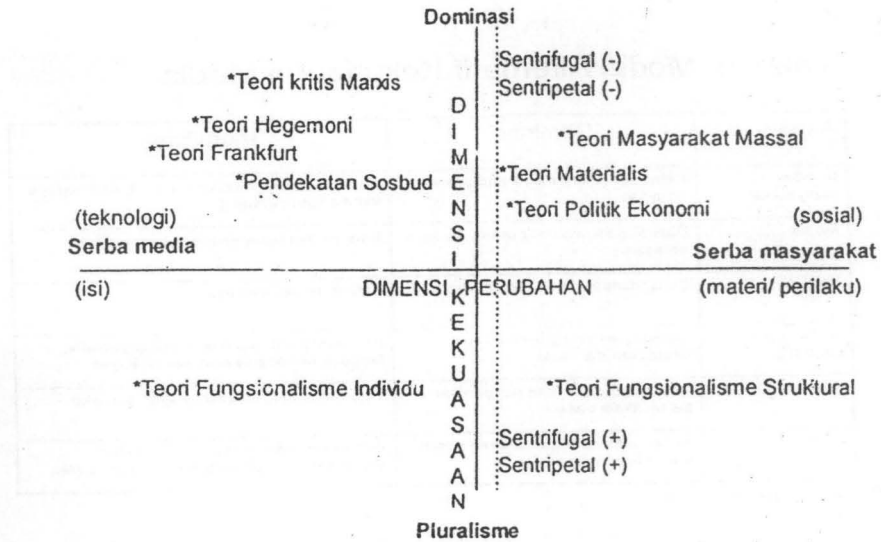 Dominasi
Sentrifugal (-)
*Teori kritis Marxis
Sentripetal (-)
*Teori Hegemoni
*Teori Masyarakat Massal
*Teori Frankfurt
*Pendekatan Sosbud
*Teori Materialis
*Teori Politik Ekonomi
(teknologi)
(sosial)
Serba media
Serba masyarakat
(isi)
DIMENSI PERUBAHAN
(materi/ perilaku)
DIMENSI KEKUASAAAN
*Teori Fungsionalisme Individu
*Teori Fungsionalisme Struktural
Sentrifugal (+)
Sentripetal (+)
Pluralisme